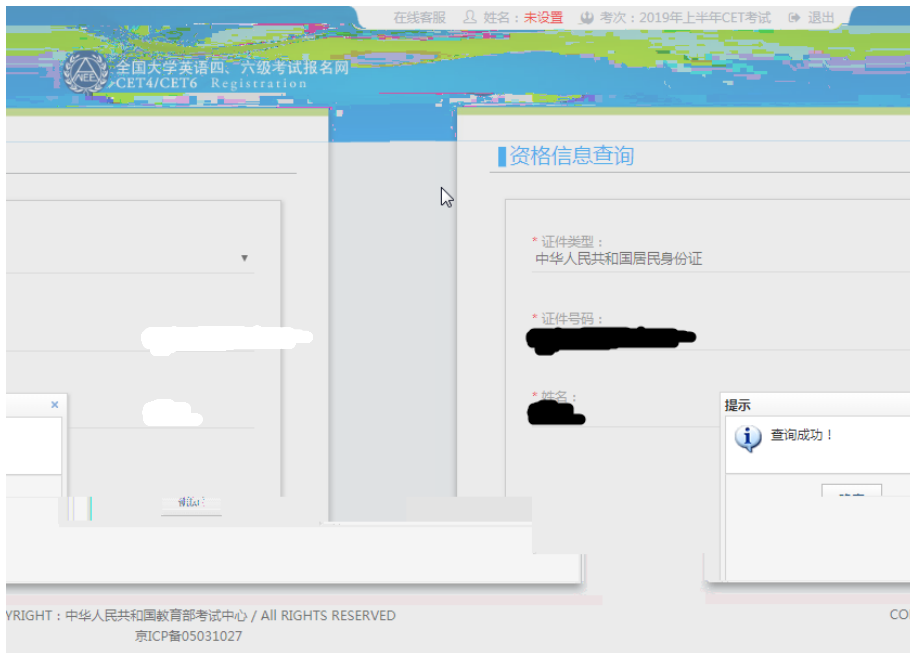 在线客服 姓名：未设置 考次：2019年上半年CET考试 退出
全国大学英语四、六级考试报名网
CET4/CET6 Registration
资格信息查询
* 证件类型：
中华人民共和国居民身份证
* 证件号码：
* 姓名：
提示
查询成功！
YRIGHT：中华人民共和国教育部考试中心 / All RIGHTS RESERVED
CO
京ICP备05031027